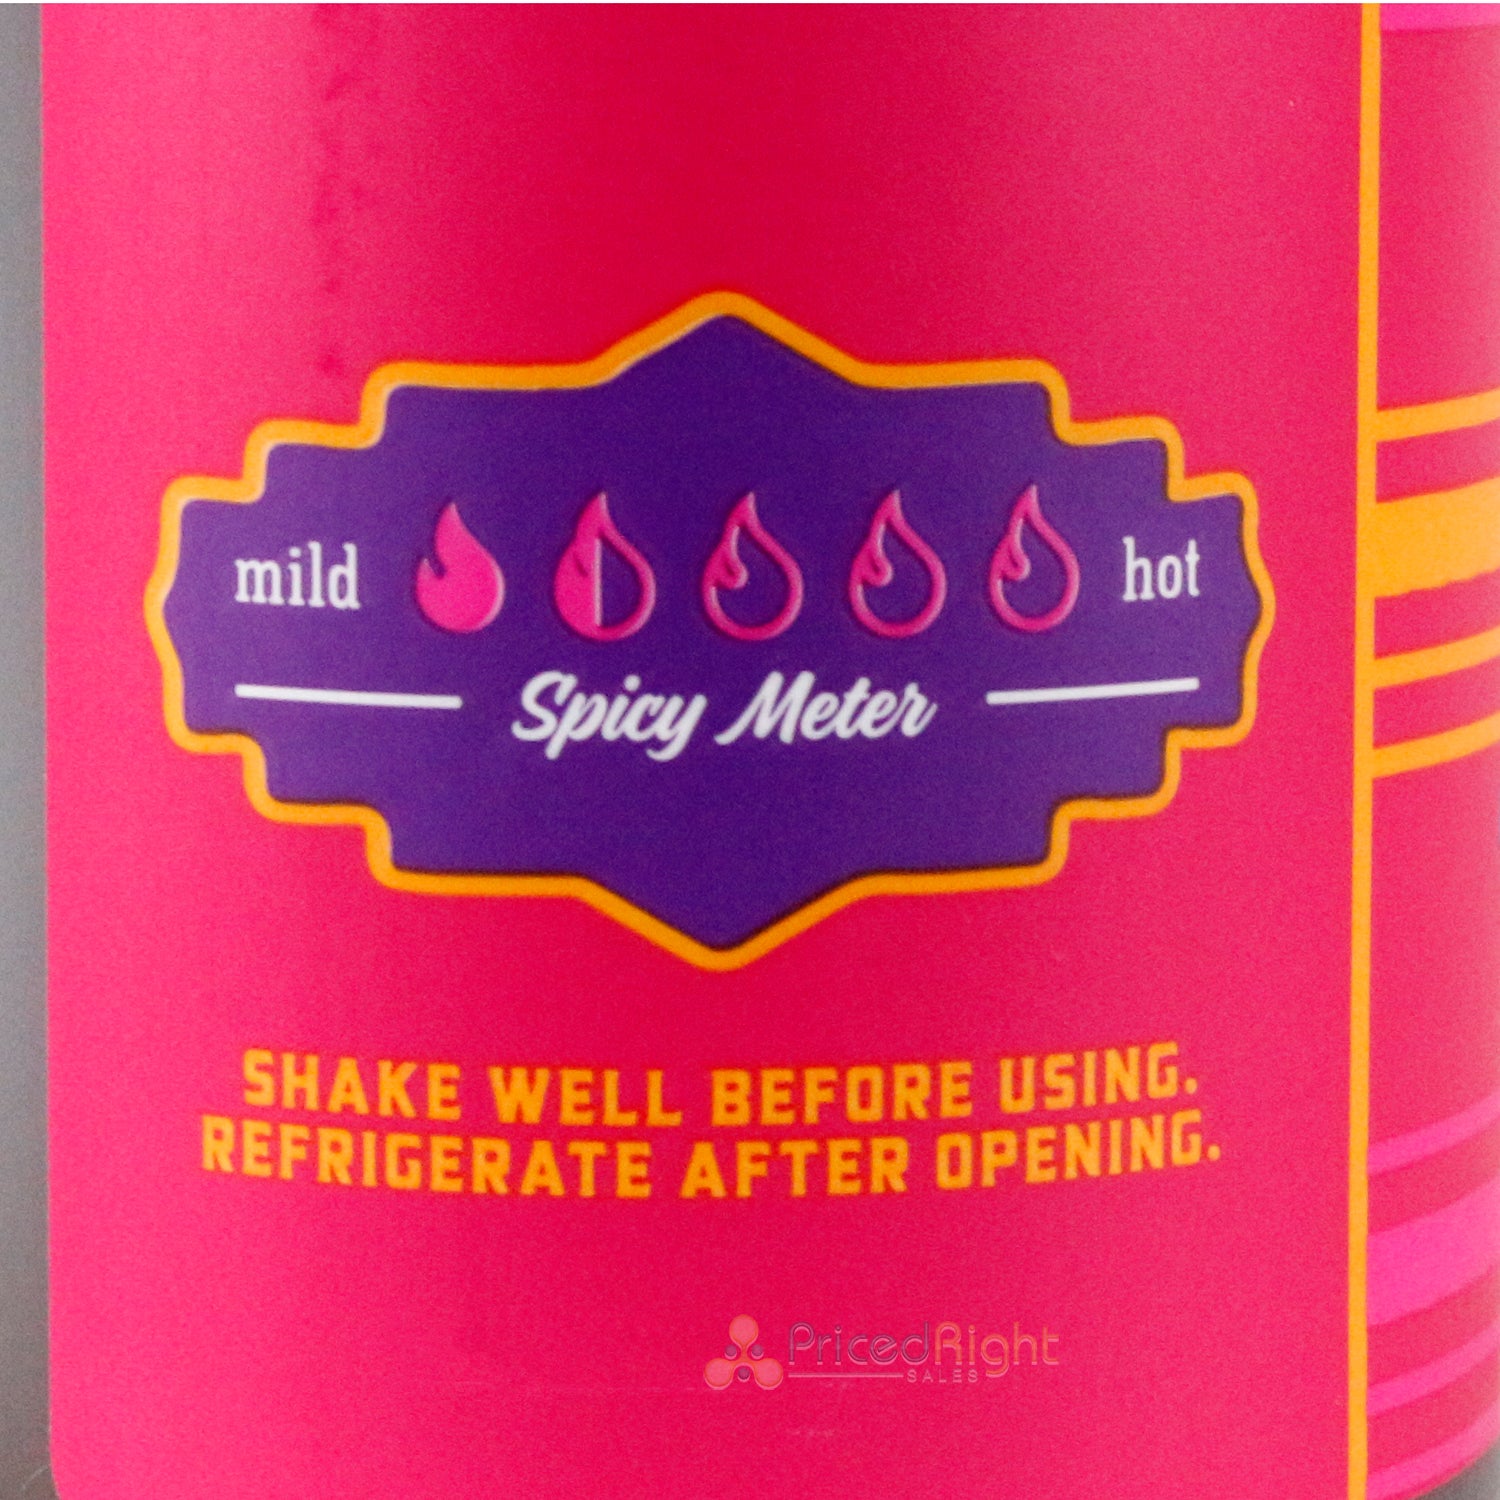 mild hot
Spicy Meter
SHAKE WELL BEFORE USING.
REFRIGERATE AFTER OPENING.
PricedRight
SALES